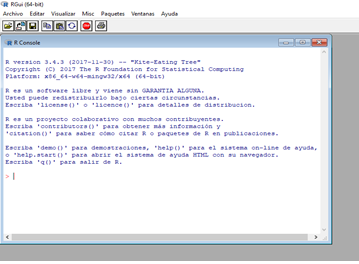 RGui (64-bit)
Archivo Editar Visualizar Misc Paquetes Ventanas Ayuda
R Console
R version 3.4.3 (2017-11-30) -- "Kite-Eating Tree"
Copyright (C) 2017 The R Foundation for Statistical Computing
Platform: x86_64-w64-mingw32/x64 (64-bit)
R es un software libre y viene sin GARANTIA ALGUNA.
Usted puede redistribuirlo bajo ciertas circunstancias.
Escriba 'license()' o 'licence()' para detalles de distribucion.
R es un proyecto colaborativo con muchos contribuyentes.
Escriba 'contributors()' para obtener más información y
'citation()' para saber cómo citar R o paquetes de R en publicaciones.
Escriba 'demo()' para demostraciones, 'help()' para el sistema on-line de ayuda,
o 'help.start()' para abrir el sistema de ayuda HTML con su navegador.
Escriba 'q()' para salir de R.
>